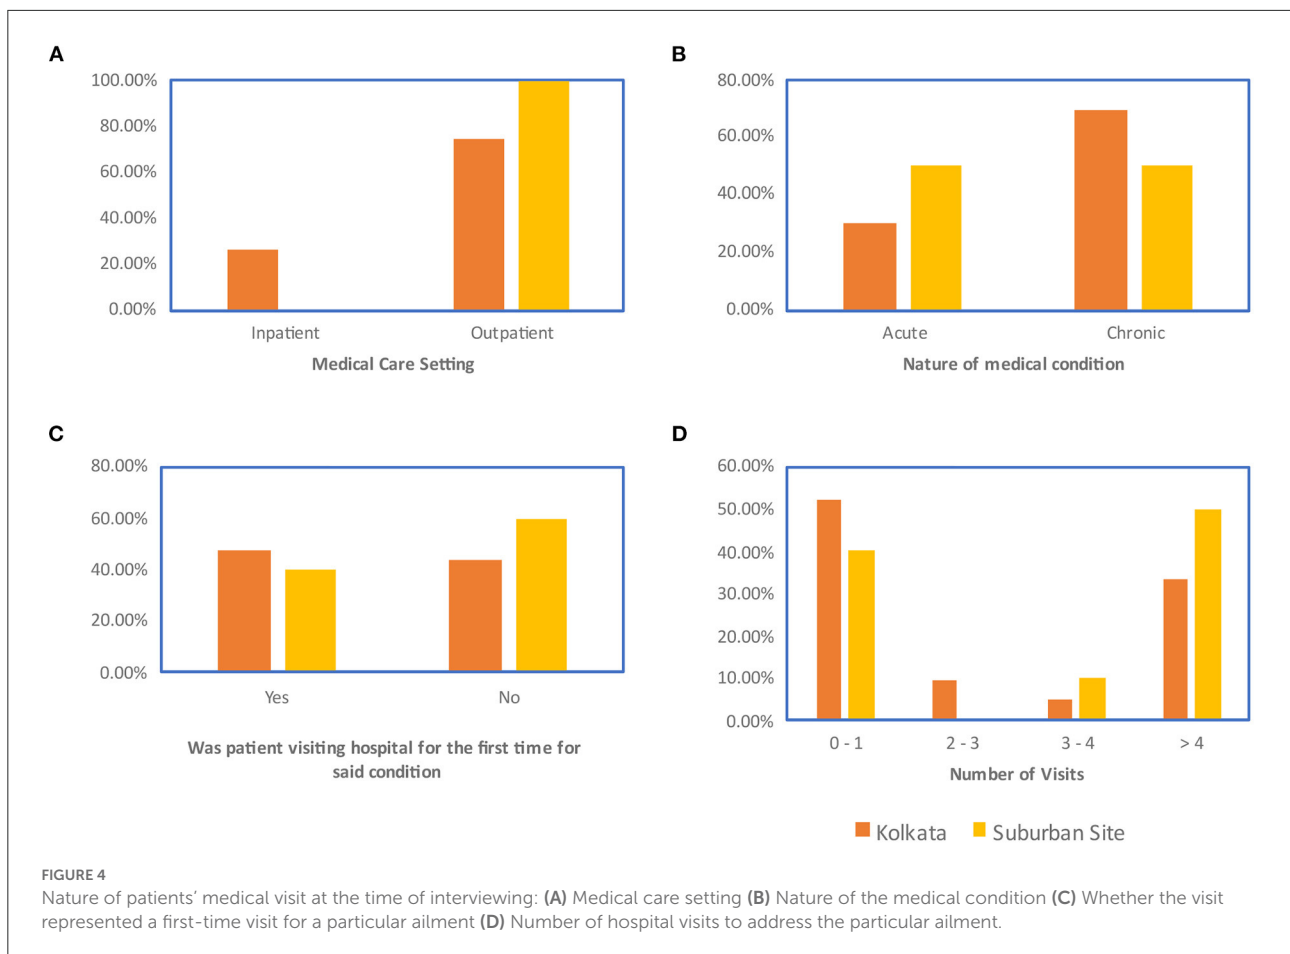 A
100.00%
80.00%
60.00%
40.00%
20.00%
0.00%
Inpatient Outpatient
Medical Care Setting
B
80.00%
60.00%
40.00%
20.00%
0.00%
Acute Chronic
Nature of medical condition
C
80.00%
60.00%
40.00%
20.00%
0.00%
Yes No
Was patient visiting hospital for the first time for
said condition
D
60.00%
50.00%
40.00%
30.00%
20.00%
10.00%
0.00%
0 - 1 2 - 3 3 - 4 > 4
Number of Visits
Kolkata Suburban Site
FIGURE 4
Nature of patients’ medical visit at the time of interviewing: (A) Medical care setting (B) Nature of the medical condition (C) Whether the visit
represented a first-time visit for a particular ailment (D) Number of hospital visits to address the particular ailment.